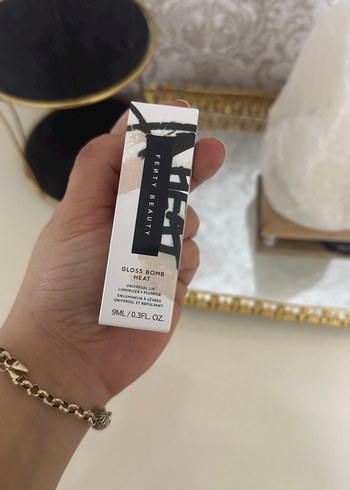 HEAT
FENTY BEAUTY
GLOSS BOMB
HEAT
UNIVERSAL LIP
LUMINIZER + PLUMPER
ENLUMINEUR À LÈVRES
UNIVERSEL ET REPULPANT
9ML / 0.3FL. OZ.